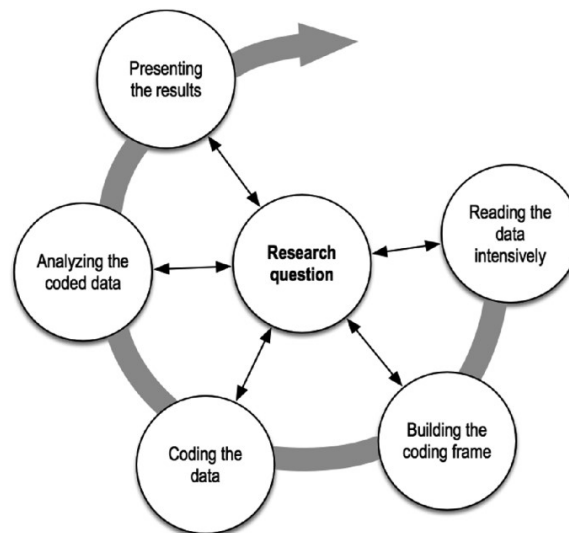 Presenting
the results
Reading the
data
intensively
Research
question
Analyzing the
coded data
Building the
coding frame
Coding the
data